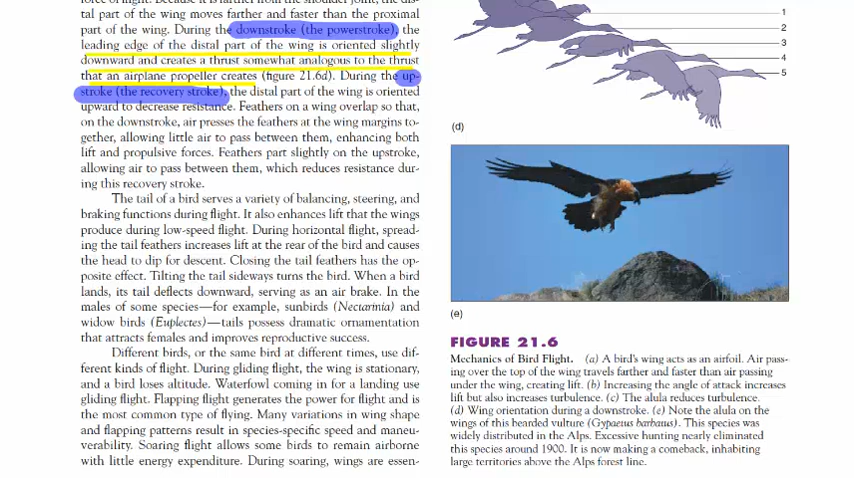 tal part of the wing moves farther and faster than the proximal
part of the wing. During the downstroke (the powerstroke), the
leading edge of the distal part of the wing is oriented slightly
downward and creates a thrust somewhat analogous to the thrust
that an airplane propeller creates (figure 21.6d). During the up-
stroke (the recovery stroke), the distal part of the wing is oriented
upward to decrease resistance. Feathers on a wing overlap so that,
on the downstroke, air presses the feathers at the wing margins to-
gether, allowing little air to pass between them, enhancing both
lift and propulsive forces. Feathers part slightly on the upstroke,
allowing air to pass between them, which reduces resistance dur-
ing this recovery stroke.
The tail of a bird serves a variety of balancing, steering, and
braking functions during flight. It also enhances lift that the wings
produce during low-speed flight. During horizontal flight, spread-
ing the tail feathers increases lift at the rear of the bird and causes
the head to dip for descent. Closing the tail feathers has the op-
posite effect. Tilting the tail sideways turns the bird. When a bird
lands, its tail deflects downward, serving as an air brake. In the
males of some species—for example, sunbirds (Nectarinia) and
widow birds (Euplectes)—tails possess dramatic ornamentation
that attracts females and improves reproductive success.
Different birds, or the same bird at different times, use dif-
ferent kinds of flight. During gliding flight, the wing is stationary,
and a bird loses altitude. Waterfowl coming in for a landing use
gliding flight. Flapping flight generates the power for flight and is
the most common type of flying. Many variations in wing shape
and flapping patterns result in species-specific speed and maneu-
verability. Soaring flight allows some birds to remain airborne
with little energy expenditure. During soaring, wings are essen-
1
2
3
4
5
(d)
(e)
FIGURE 21.6
Mechanics of Bird Flight. (a) A bird's wing acts as an airfoil. Air pass-
ing over the top of the wing travels farther and faster than air passing
under the wing, creating lift. (b) Increasing the angle of attack increases
lift but also increases turbulence. (c) The alula reduces turbulence.
(d) Wing orientation during a downstroke. (e) Note the alula on the
wings of this bearded vulture (Gypaeus barbatus). This species was
widely distributed in the Alps. Excessive hunting nearly eliminated
this species around 1900. It is now making a comeback, inhabiting
large territories above the Alps forest line.